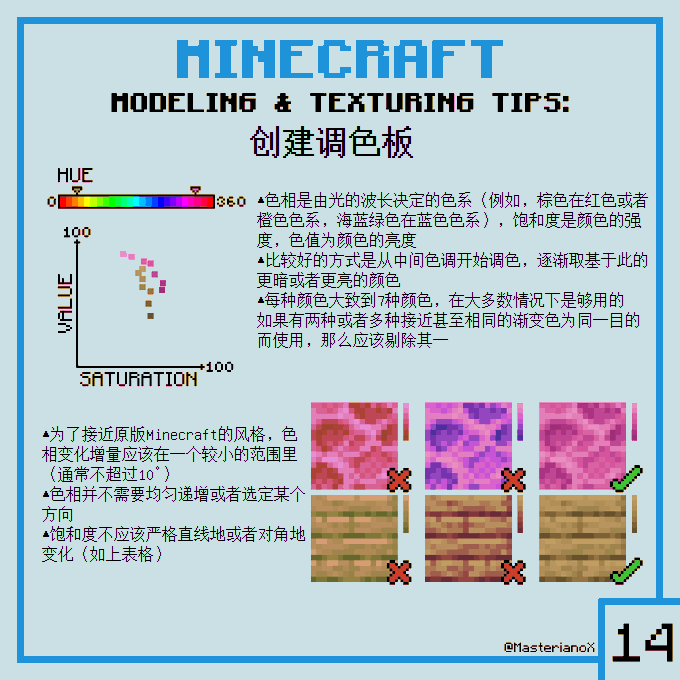 MINECRAFT
MODELING & TEXTURING TIPS:
创建调色板
HUE
0
360
100
VALUE
100
SATURATION
▲色相是由光的波长决定的色系（例如，棕色在红色或者
橙色色系，海蓝绿色在蓝色色系），饱和度是颜色的强
度，色值为颜色的亮度
▲比较好的方式是从中间色调开始调色，逐渐取基于此的
更暗或者更亮的颜色
▲每种颜色大致到7种颜色，在大多数情况下是够用的
如果有两种或者多种接近甚至相同的渐变色为同一目的
而使用，那么应该剔除其一
▲为了接近原版Minecraft的风格，色
相变化增量应该在一个较小的范围里
（通常不超过10°）
▲色相并不需要均匀递增或者选定某个
方向
▲饱和度不应该严格直线地或者对角地
变化（如上表格）
@MasterianoX
14